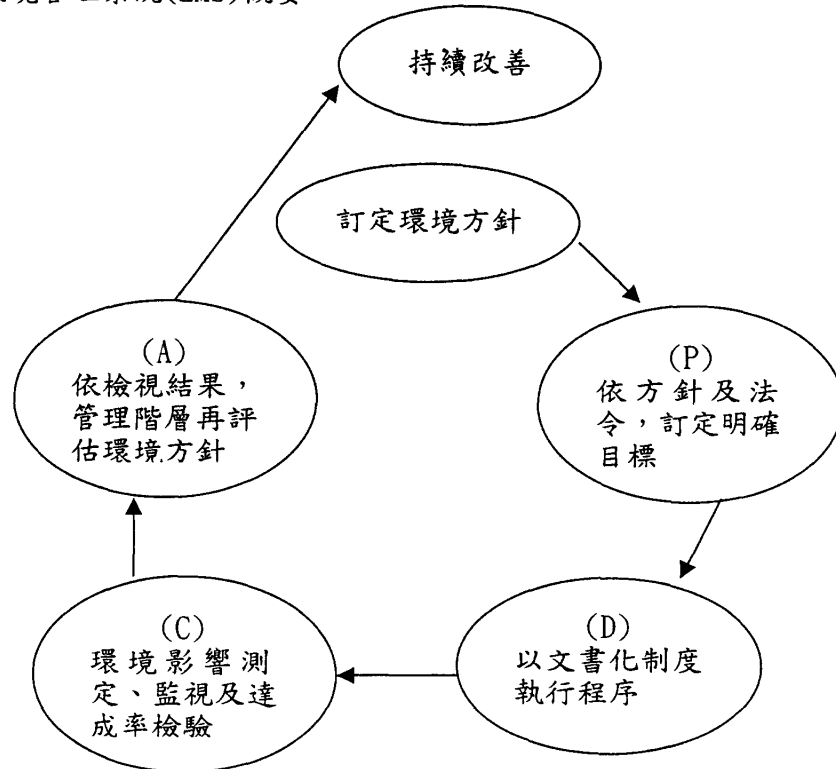 持續改善
訂定環境方針
(A)
依檢視結果，
管理階層再評
估環境方針
(P)
依方針及法
令，訂定明確
目標
(D)
以文書化制度
執行程序
(C)
環境影響測
定、監視及達
成率檢驗